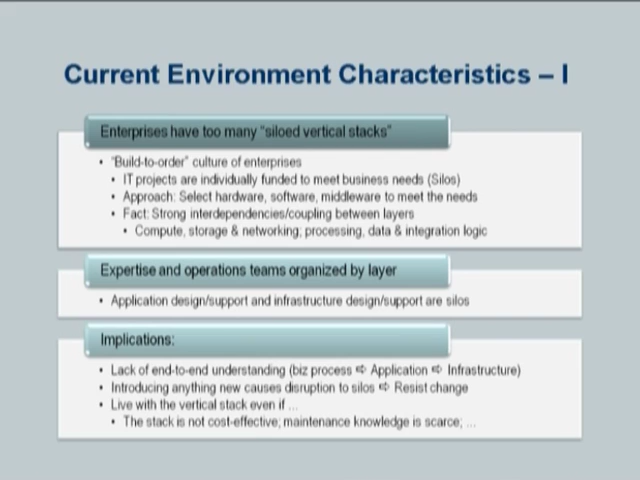 Current Environment Characteristics – I
Enterprises have too many "siloed vertical stacks"
• "Build-to-order" culture of enterprises
• IT projects are individually funded to meet business needs (Silos)
• Approach: Select hardware, software, middleware to meet the needs
• Fact: Strong interdependencies/coupling between layers
• Compute, storage & networking; processing, data & integration logic
Expertise and operations teams organized by layer
• Application design/support and infrastructure design/support are silos
Implications:
• Lack of end-to-end understanding (biz process ⇨ Application ⇨ Infrastructure)
• Introducing anything new causes disruption to silos ⇨ Resist change
• Live with the vertical stack even if ...
• The stack is not cost-effective; maintenance knowledge is scarce; ...